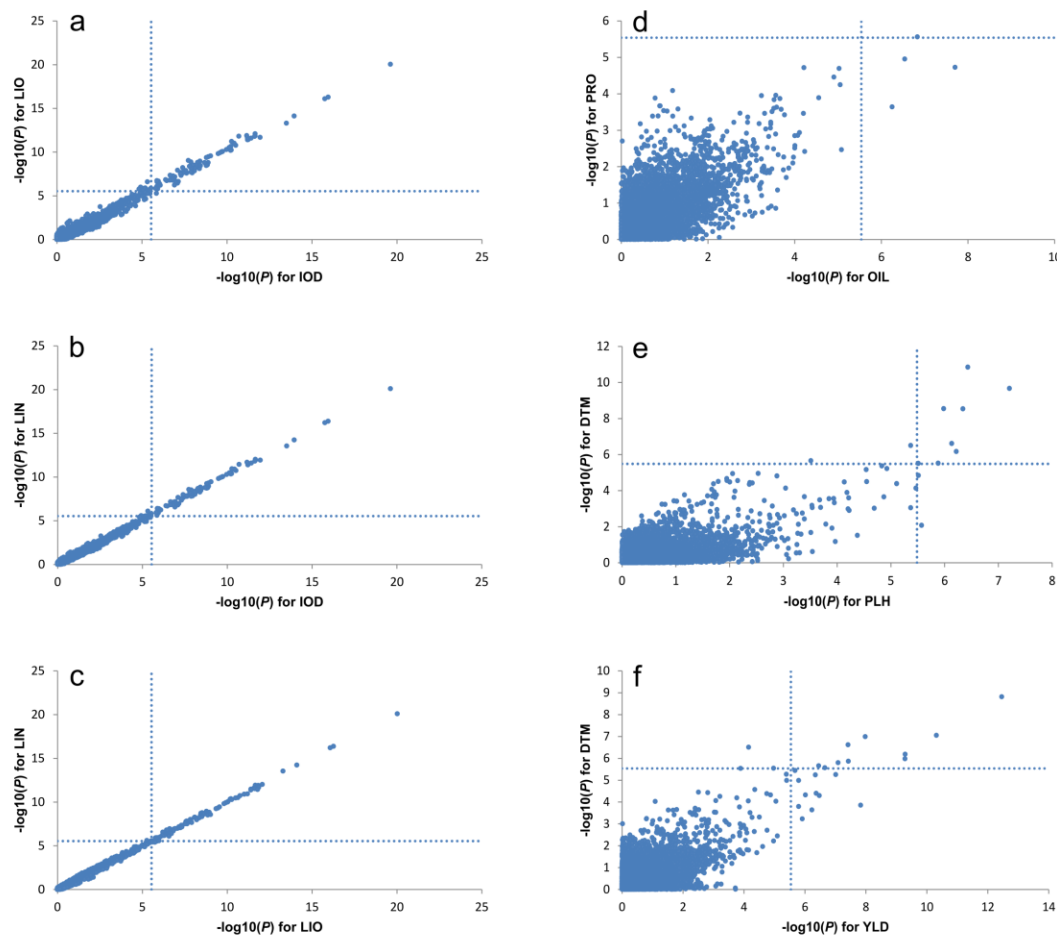 a
25
20
15
10
5
0
0 5 10 15 20 25
-log10(P) for LIO
-log10(P) for IOD
b
25
20
15
10
5
0
0 5 10 15 20 25
-log10(P) for LIN
-log10(P) for IOD
c
25
20
15
10
5
0
0 5 10 15 20 25
-log10(P) for LIN
-log10(P) for LIO
d
6
5
4
3
2
1
0
0 2 4 6 8 10
-log10(P) for PRO
-log10(P) for OIL
e
12
10
8
6
4
2
0
0 1 2 3 4 5 6 7 8
-log10(P) for DTM
-log10(P) for PLH
f
10
9
8
7
6
5
4
3
2
1
0
0 2 4 6 8 10 12 14
-log10(P) for DTM
-log10(P) for YLD